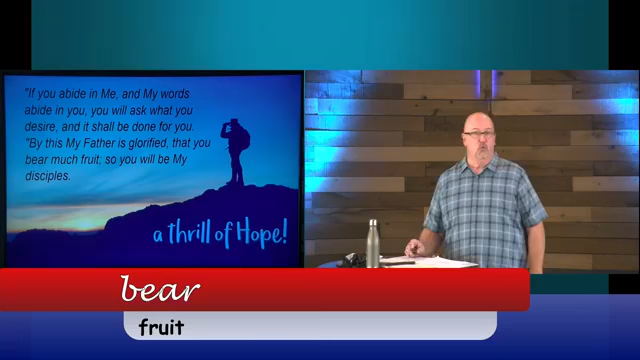 "If you abide in Me, and My words
abide in you, you will ask what you
desire, and it shall be done for you.
"By this My Father is glorified, that you
bear much fruit; so you will be My
disciples.
a thrill of Hope!
bear
fruit